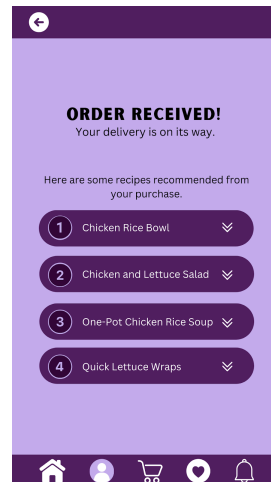 ORDER RECEIVED!
Your delivery is on its way.
Here are some recipes recommended from
your purchase.
1 Chicken Rice Bowl
2 Chicken and Lettuce Salad
3 One-Pot Chicken Rice Soup
4 Quick Lettuce Wraps